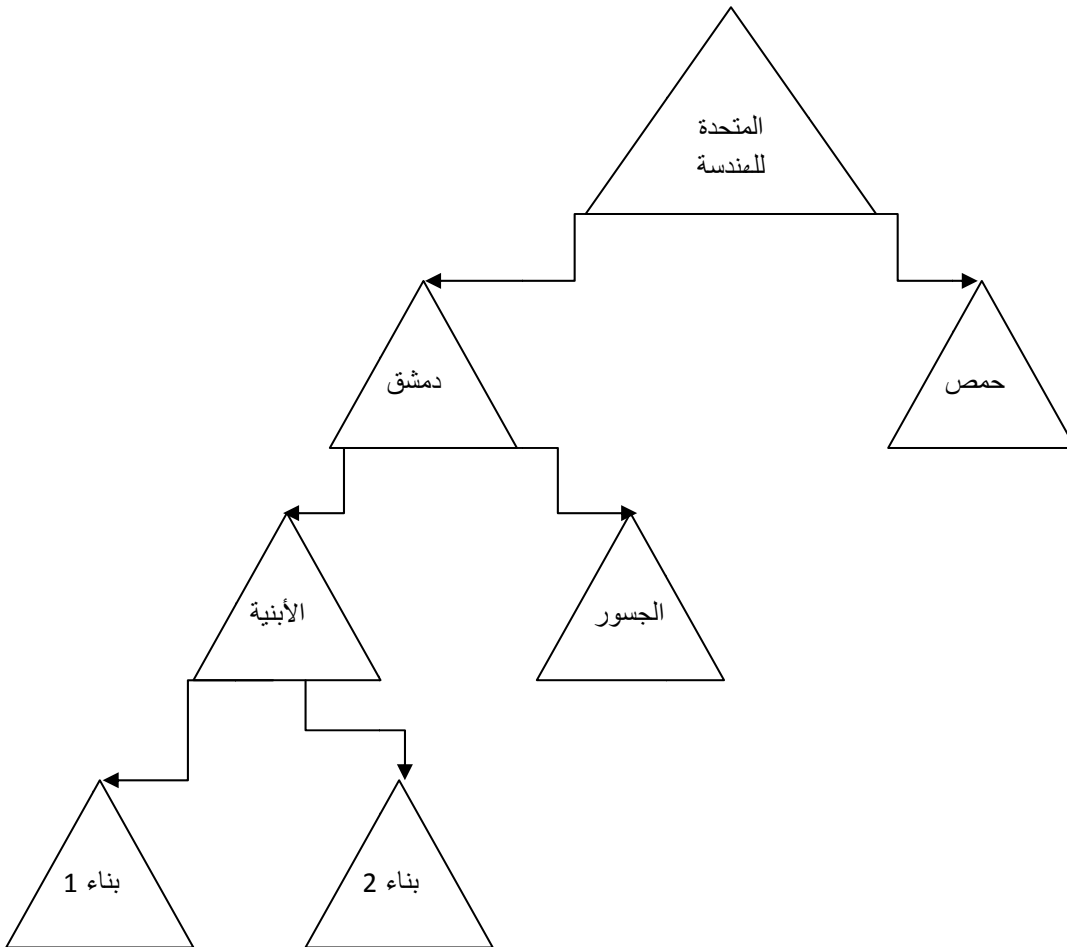 المتحدة
للهندسة
دمشق
حمص
الأبنية
الجسور
بناء 1
بناء 2